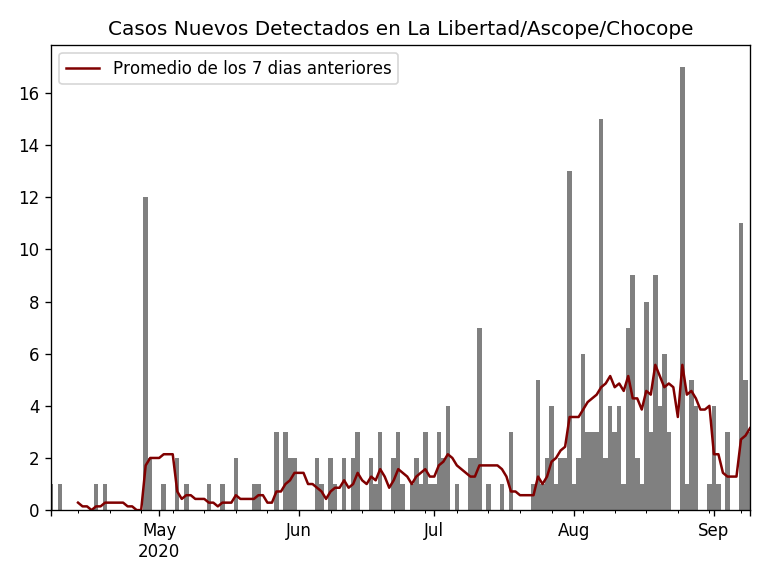 Casos Nuevos Detectados en La Libertad/Ascope/Chocope
Promedio de los 7 dias anteriores
16
14
12
10
8
6
4
2
0
May
2020
Jun
Jul
Aug
Sep